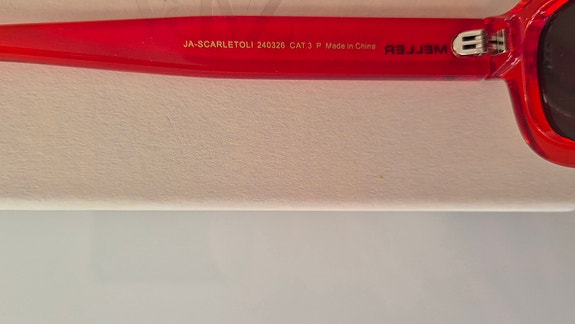 JA-SCARLETOLI 240326 CAT.3 P Made in China MELLER